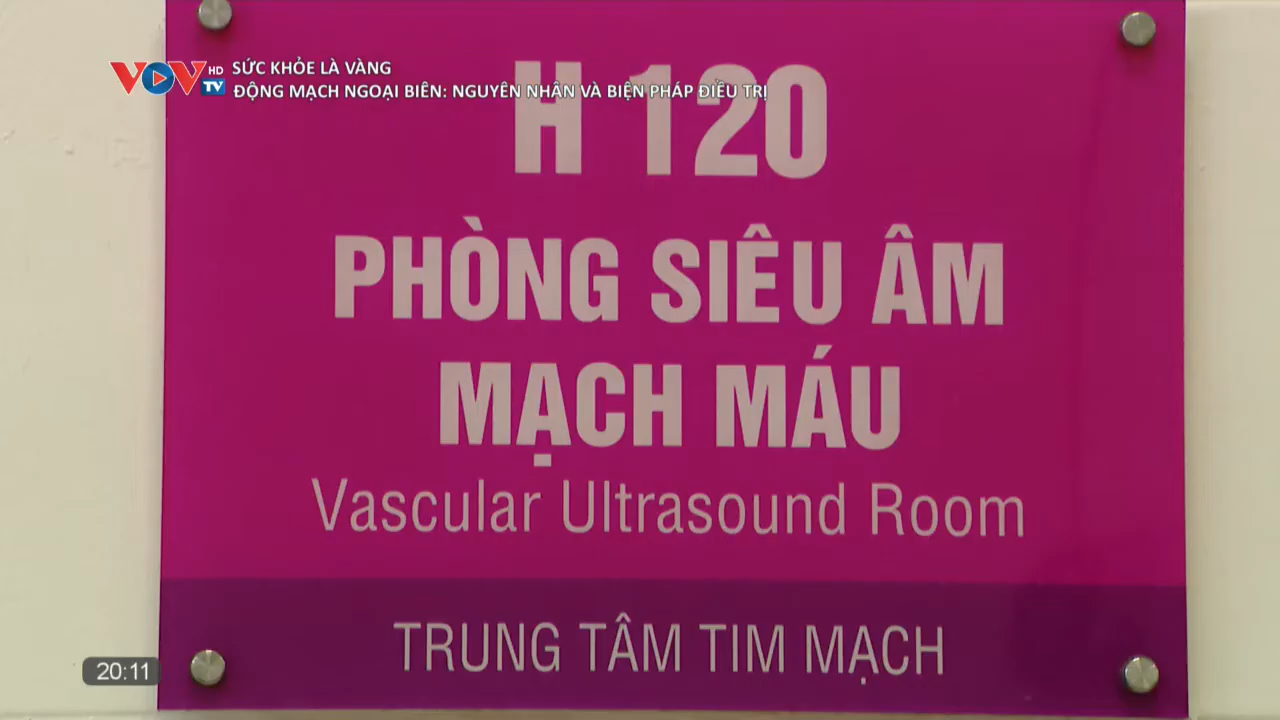 VOV HD TV
SỨC KHỎE LÀ VÀNG
ĐỘNG MẠCH NGOẠI BIÊN: NGUYÊN NHÂN VÀ BIỆN PHÁP ĐIỀU TRỊ
H 120
PHÒNG SIÊU ÂM
MẠCH MÁU
Vascular Ultrasound Room
TRUNG TÂM TIM MẠCH
20:11